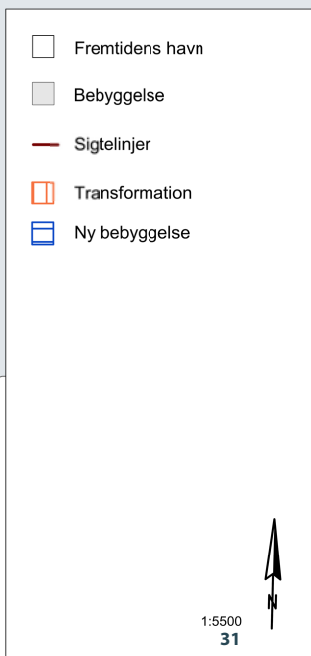 Fremtidens havn
Bebyggelse
Sigtelinjer
Transformation
Ny bebyggelse
N
1:5500
31